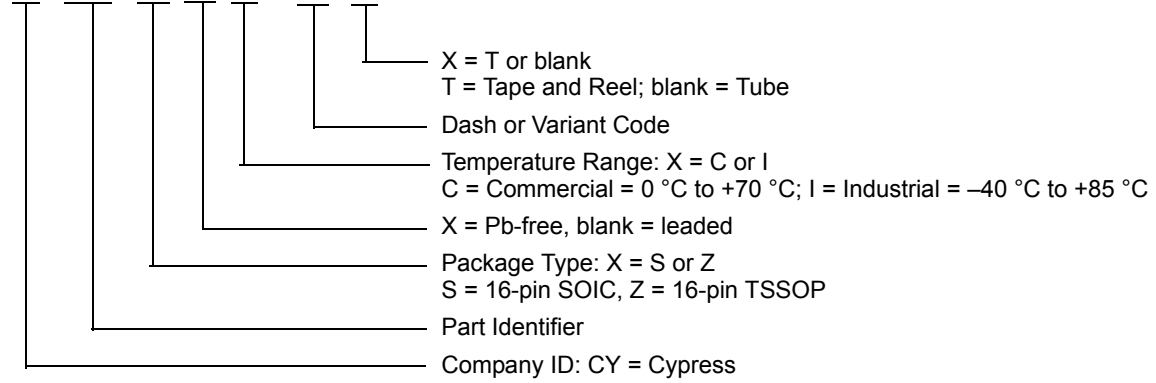 X = T or blank
T = Tape and Reel; blank = Tube
Dash or Variant Code
Temperature Range: X = C or I
C = Commercial = 0 °C to +70 °C; I = Industrial = –40 °C to +85 °C
X = Pb-free, blank = leaded
Package Type: X = S or Z
S = 16-pin SOIC, Z = 16-pin TSSOP
Part Identifier
Company ID: CY = Cypress